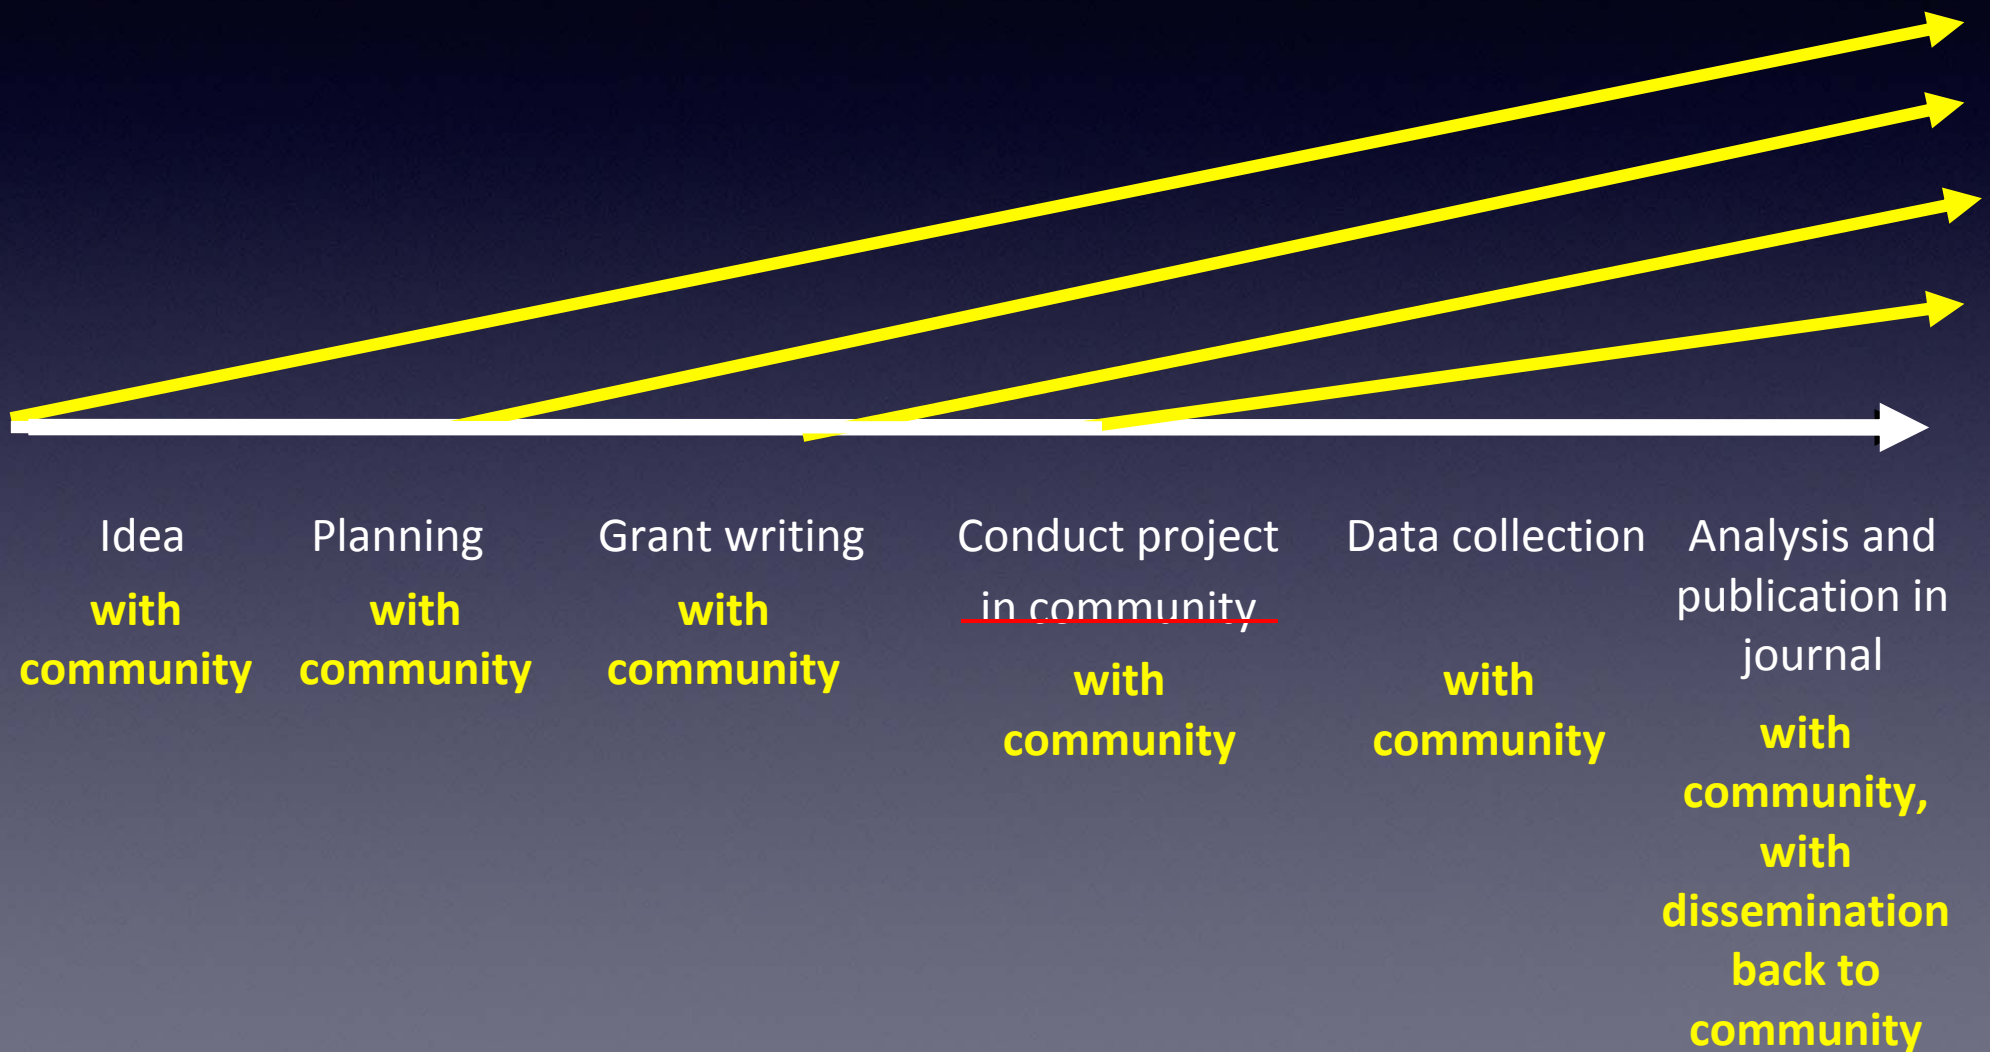 Idea
with
community
Planning
with
community
Grant writing
with
community
Conduct project
in community
with
community
Data collection
with
community
Analysis and
publication in
journal
with
community,
with
dissemination
back to
community